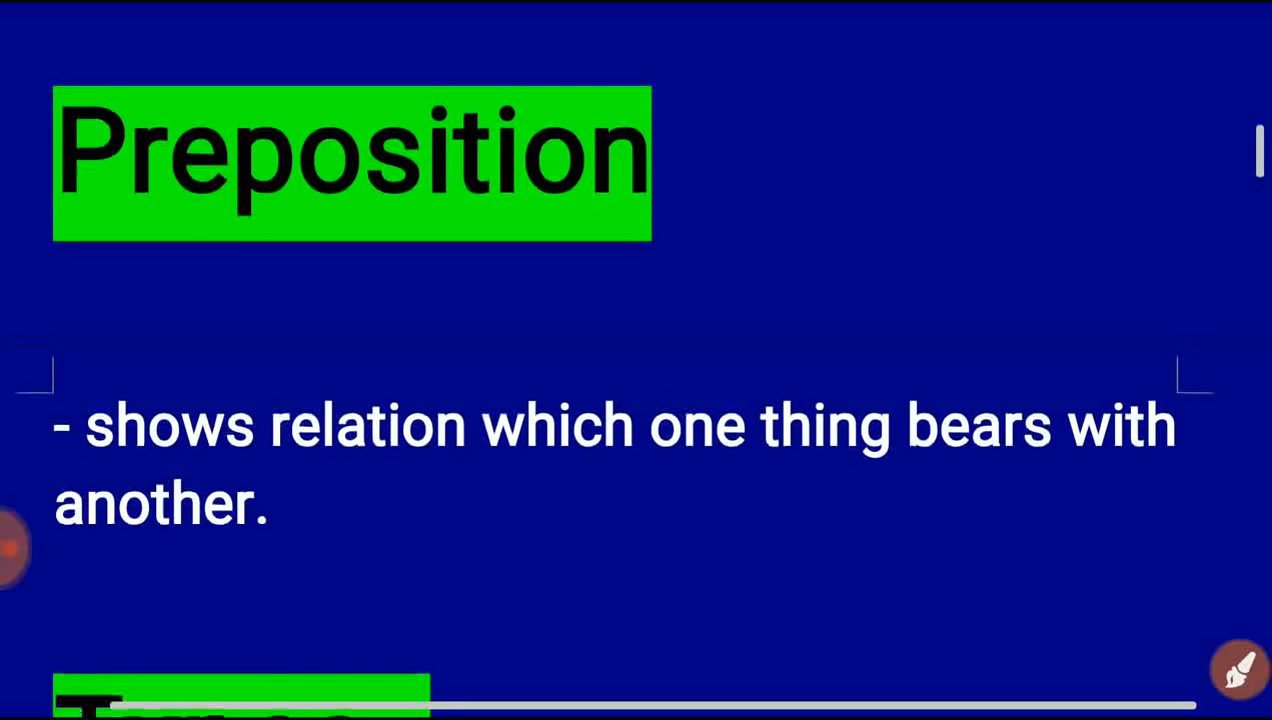 Preposition
- shows relation which one thing bears with
another.